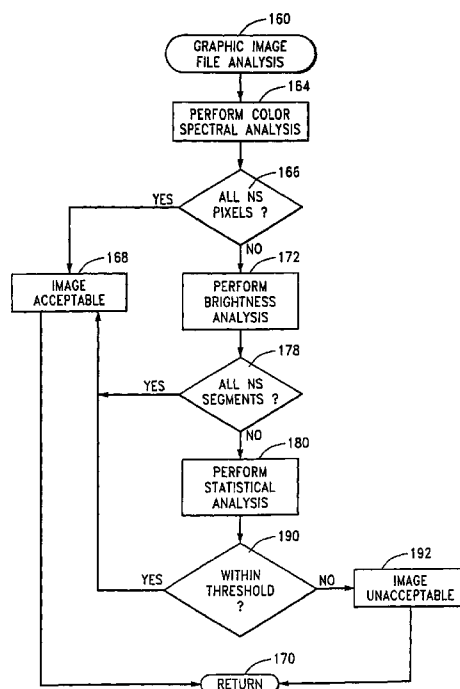 160
GRAPHIC IMAGE
FILE ANALYSIS
164
PERFORM COLOR
SPECTRAL ANALYSIS
166
YES
ALL NS
PIXELS ?
NO
168
IMAGE
ACCEPTABLE
172
PERFORM
BRIGHTNESS
ANALYSIS
178
YES
ALL NS
SEGMENTS ?
NO
180
PERFORM
STATISTICAL
ANALYSIS
190
YES
WITHIN
THRESHOLD
?
NO
192
IMAGE
UNACCEPTABLE
170
RETURN